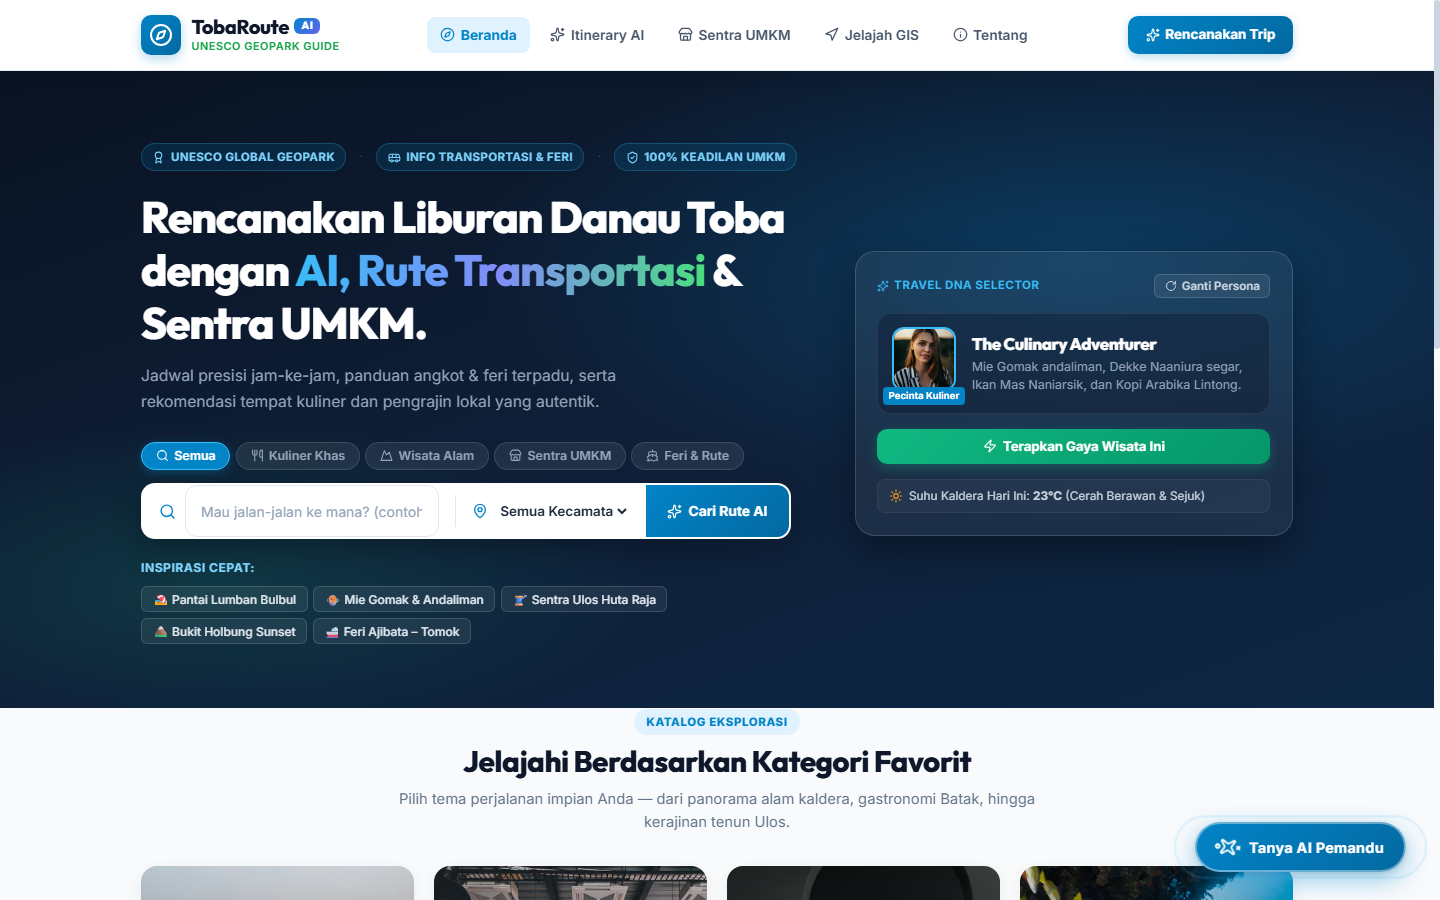 TobaRoute AI
UNESCO GEOPARK GUIDE
Beranda
Itinerary AI
Sentra UMKM
Jelajah GIS
Tentang
Rencanakan Trip
UNESCO GLOBAL GEOPARK
INFO TRANSPORTASI & FERI
100% KEADILAN UMKM
Rencanakan Liburan Danau Toba
dengan AI, Rute Transportasi &
Sentra UMKM.
Jadwal presisi jam-ke-jam, panduan angkot & feri terpadu, serta
rekomendasi tempat kuliner dan pengrajin lokal yang autentik.
Semua
Kuliner Khas
Wisata Alam
Sentra UMKM
Feri & Rute
Mau jalan-jalan ke mana? (contoh
Semua Kecamata
Cari Rute AI
INSPIRASI CEPAT:
Pantai Lumban Bulbul
Mie Gomak & Andaliman
Sentra Ulos Huta Raja
Bukit Holbung Sunset
Feri Ajibata – Tomok
TRAVEL DNA SELECTOR
Ganti Persona
The Culinary Adventurer
Mie Gomak andaliman, Dekke Naaniura segar,
Ikan Mas Naniarsik, dan Kopi Arabika Lintong.
Pecinta Kuliner
Terapkan Gaya Wisata Ini
Suhu Kaldera Hari Ini: 23°C (Cerah Berawan & Sejuk)
KATALOG EKSPLORASI
Jelajahi Berdasarkan Kategori Favorit
Pilih tema perjalanan impian Anda — dari panorama alam kaldera, gastronomi Batak, hingga
kerajinan tenun Ulos.
Tanya AI Pemandu